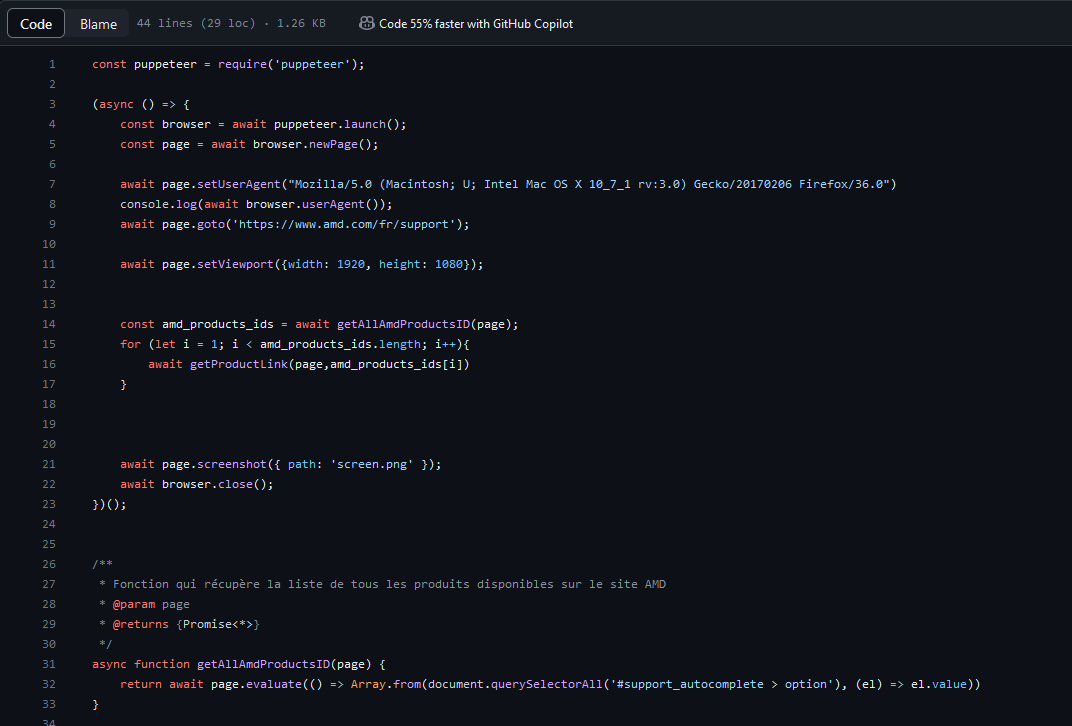 Code Blame 44 lines (29 loc) · 1.26 KB Code 55% faster with GitHub Copilot
1 const puppeteer = require('puppeteer');
2
3 (async () => {
4 const browser = await puppeteer.launch();
5 const page = await browser.newPage();
6
7 await page.setUserAgent("Mozilla/5.0 (Macintosh; U; Intel Mac OS X 10_7_1 rv:3.0) Gecko/20170206 Firefox/36.0")
8 console.log(await browser.userAgent());
9 await page.goto('https://www.amd.com/fr/support');
10
11 await page.setViewport({width: 1920, height: 1080});
12
13
14 const amd_products_ids = await getAllAmdProductsID(page);
15 for (let i = 1; i < amd_products_ids.length; i++){
16 await getProductLink(page,amd_products_ids[i])
17 }
18
19
20
21 await page.screenshot({ path: 'screen.png' });
22 await browser.close();
23 })();
24
25
26 /**
27 * Fonction qui récupère la liste de tous les produits disponibles sur le site AMD
28 * @param page
29 * @returns {Promise<*>}
30 */
31 async function getAllAmdProductsID(page) {
32 return await page.evaluate(() => Array.from(document.querySelectorAll('#support_autocomplete > option'), (el) => el.value))
33 }
34